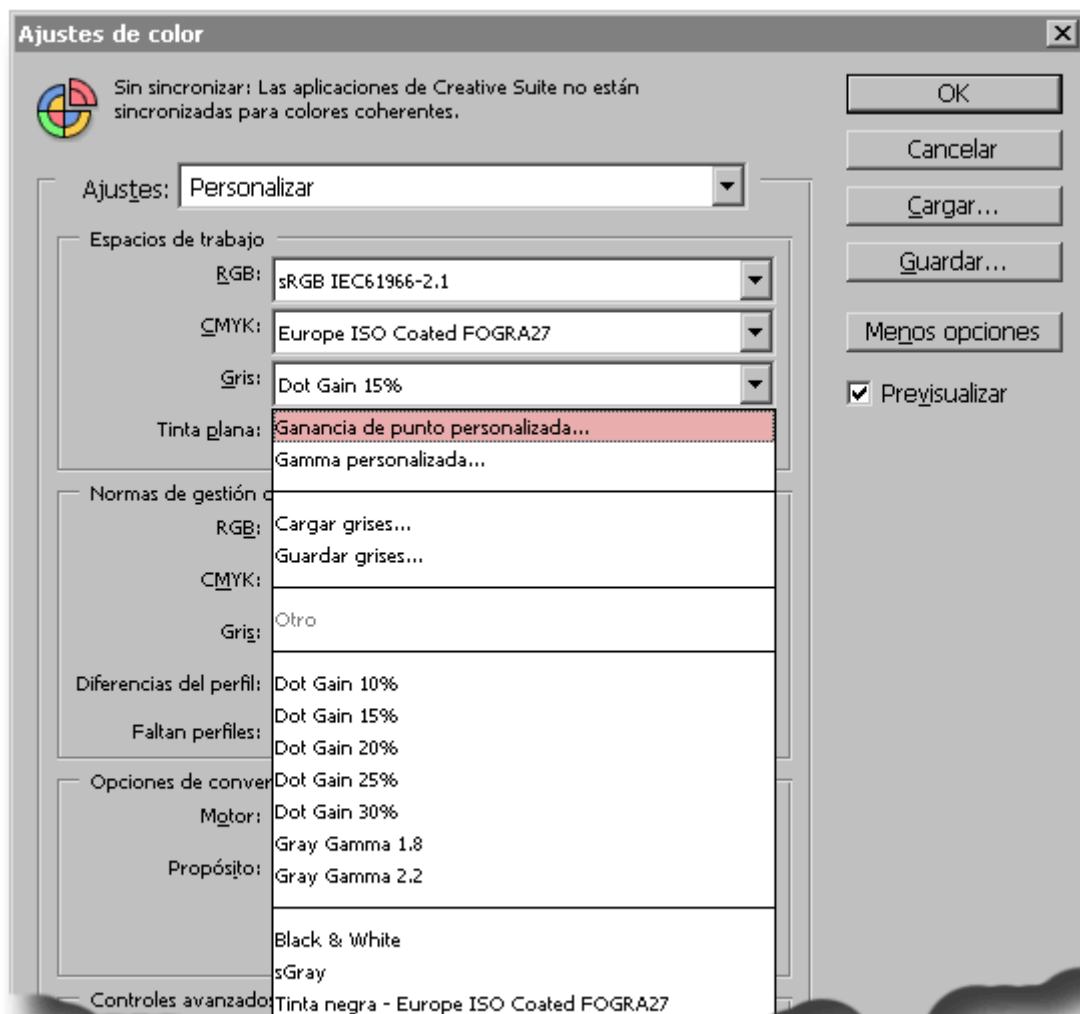 Ajustes de color
Sin sincronizar: Las aplicaciones de Creative Suite no están
sincronizadas para colores coherentes.
OK
Cancelar
Cargar...
Guardar...
Menos opciones
Previsualizar
Ajustes: Personalizar
Espacios de trabajo
RGB: sRGB IEC61966-2.1
CMYK: Europe ISO Coated FOGRA27
Gris: Dot Gain 15%
Tinta plana:
Ganancia de punto personalizada...
Gamma personalizada...
Cargar grises...
Guardar grises...
Otro
Dot Gain 10%
Dot Gain 15%
Dot Gain 20%
Dot Gain 25%
Dot Gain 30%
Gray Gamma 1.8
Gray Gamma 2.2
Black & White
sGray
Tinta negra - Europe ISO Coated FOGRA27
Normas de gestión
RGB:
CMYK:
Gris:
Diferencias del perfil:
Faltan perfiles:
Opciones de conver
Motor:
Propósito:
Controles avanzados